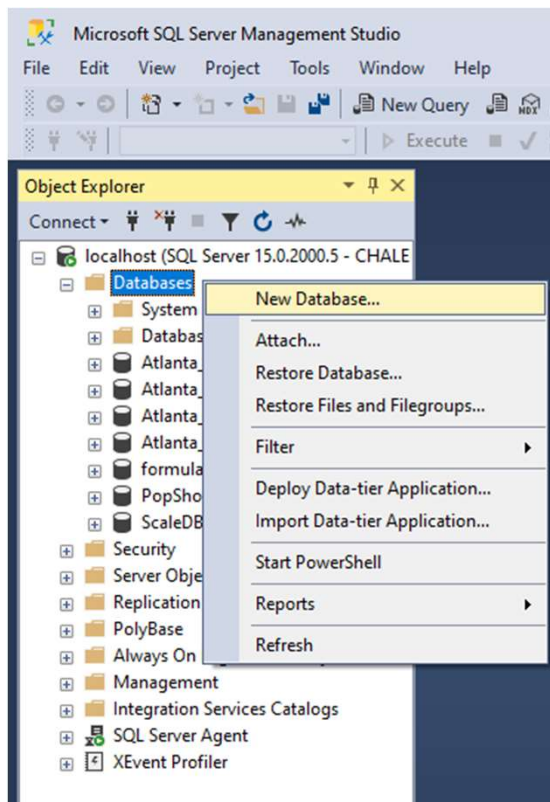 Microsoft SQL Server Management Studio
File Edit View Project Tools Window Help
New Query MDX
Execute
Object Explorer
Connect
localhost (SQL Server 15.0.2000.5 - CHALE
Databases
System
Databas
Atlanta_
Atlanta_
Atlanta_
Atlanta_
formula
PopSho
ScaleDB
Security
Server Obje
Replication
PolyBase
Always On
Management
Integration Services Catalogs
SQL Server Agent
XEvent Profiler
New Database...
Attach...
Restore Database...
Restore Files and Filegroups...
Filter
Deploy Data-tier Application...
Import Data-tier Application...
Start PowerShell
Reports
Refresh